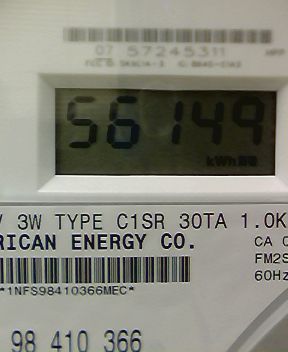 07 57245311
56149
kWh
V 3W TYPE C1SR 30TA 1.0K
RICAN ENERGY CO.
CA 0
FM2S
60Hz
*1NFS98410366MEC*
98 410 366